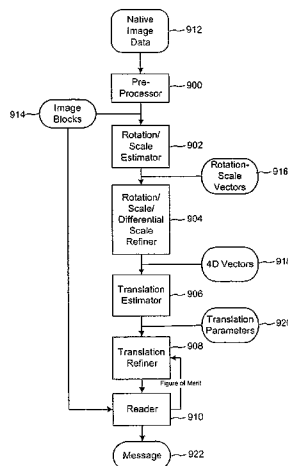 Native
Image
Data
912
Pre-
Processor
900
914
Image
Blocks
Rotation/
Scale
Estimator
902
Rotation-
Scale
Vectors
916
Rotation/
Scale/
Differential
Scale
Refiner
904
4D Vectors
918
Translation
Estimator
906
Translation
Parameters
920
Translation
Refiner
908
Figure of Merit
Reader
910
Message
922